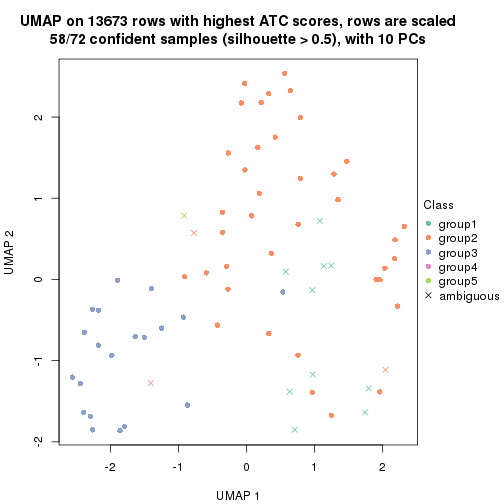 UMAP on 13673 rows with highest ATC scores, rows are scaled
58/72 confident samples (silhouette > 0.5), with 10 PCs
2
1
0
-1
-2
UMAP 2
-2
-1
0
1
2
UMAP 1
Class
group1
group2
group3
group4
group5
ambiguous